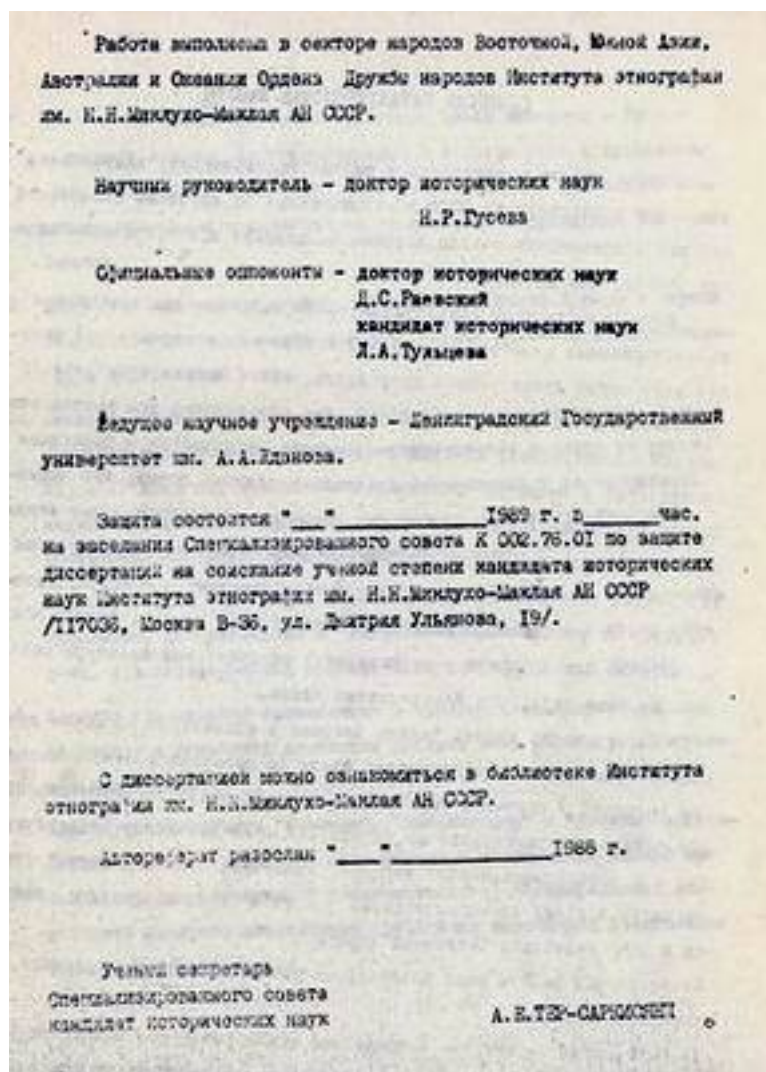 Работа выполнена в секторе народов Восточной, Южной Азии,
Австралии и Океании Ордена Дружбы народов Института этнографии
им. Н.Н.Миклухо-Маклая АН СССР.
Научный руководитель – доктор исторических наук
Н.Р.Гусева
Официальные оппоненты – доктор исторических наук
Д.С.Раевский
кандидат исторических наук
Л.А.Тульцева
Ведущее научное учреждение – Ленинградский Государственный
университет им. А.А.Жданова.
Защита состоится "__"__________1989 г. в_____час.
на заседании Специализированного совета К 002.76.01 по защите
диссертаций на соискание ученой степени кандидата исторических
наук Института этнографии им. Н.Н.Миклухо-Маклая АН СССР
/117036, Москва В-36, ул. Дмитрия Ульянова, 19/.
С диссертацией можно ознакомиться в библиотеке Института
этнографии им. Н.Н.Миклухо-Маклая АН СССР.
Автореферат разослан "___"___________1988 г.
Ученый секретарь
Специализированного совета
кандидат исторических наук
А.Е.ТЕР-САРКИСЯНЦ